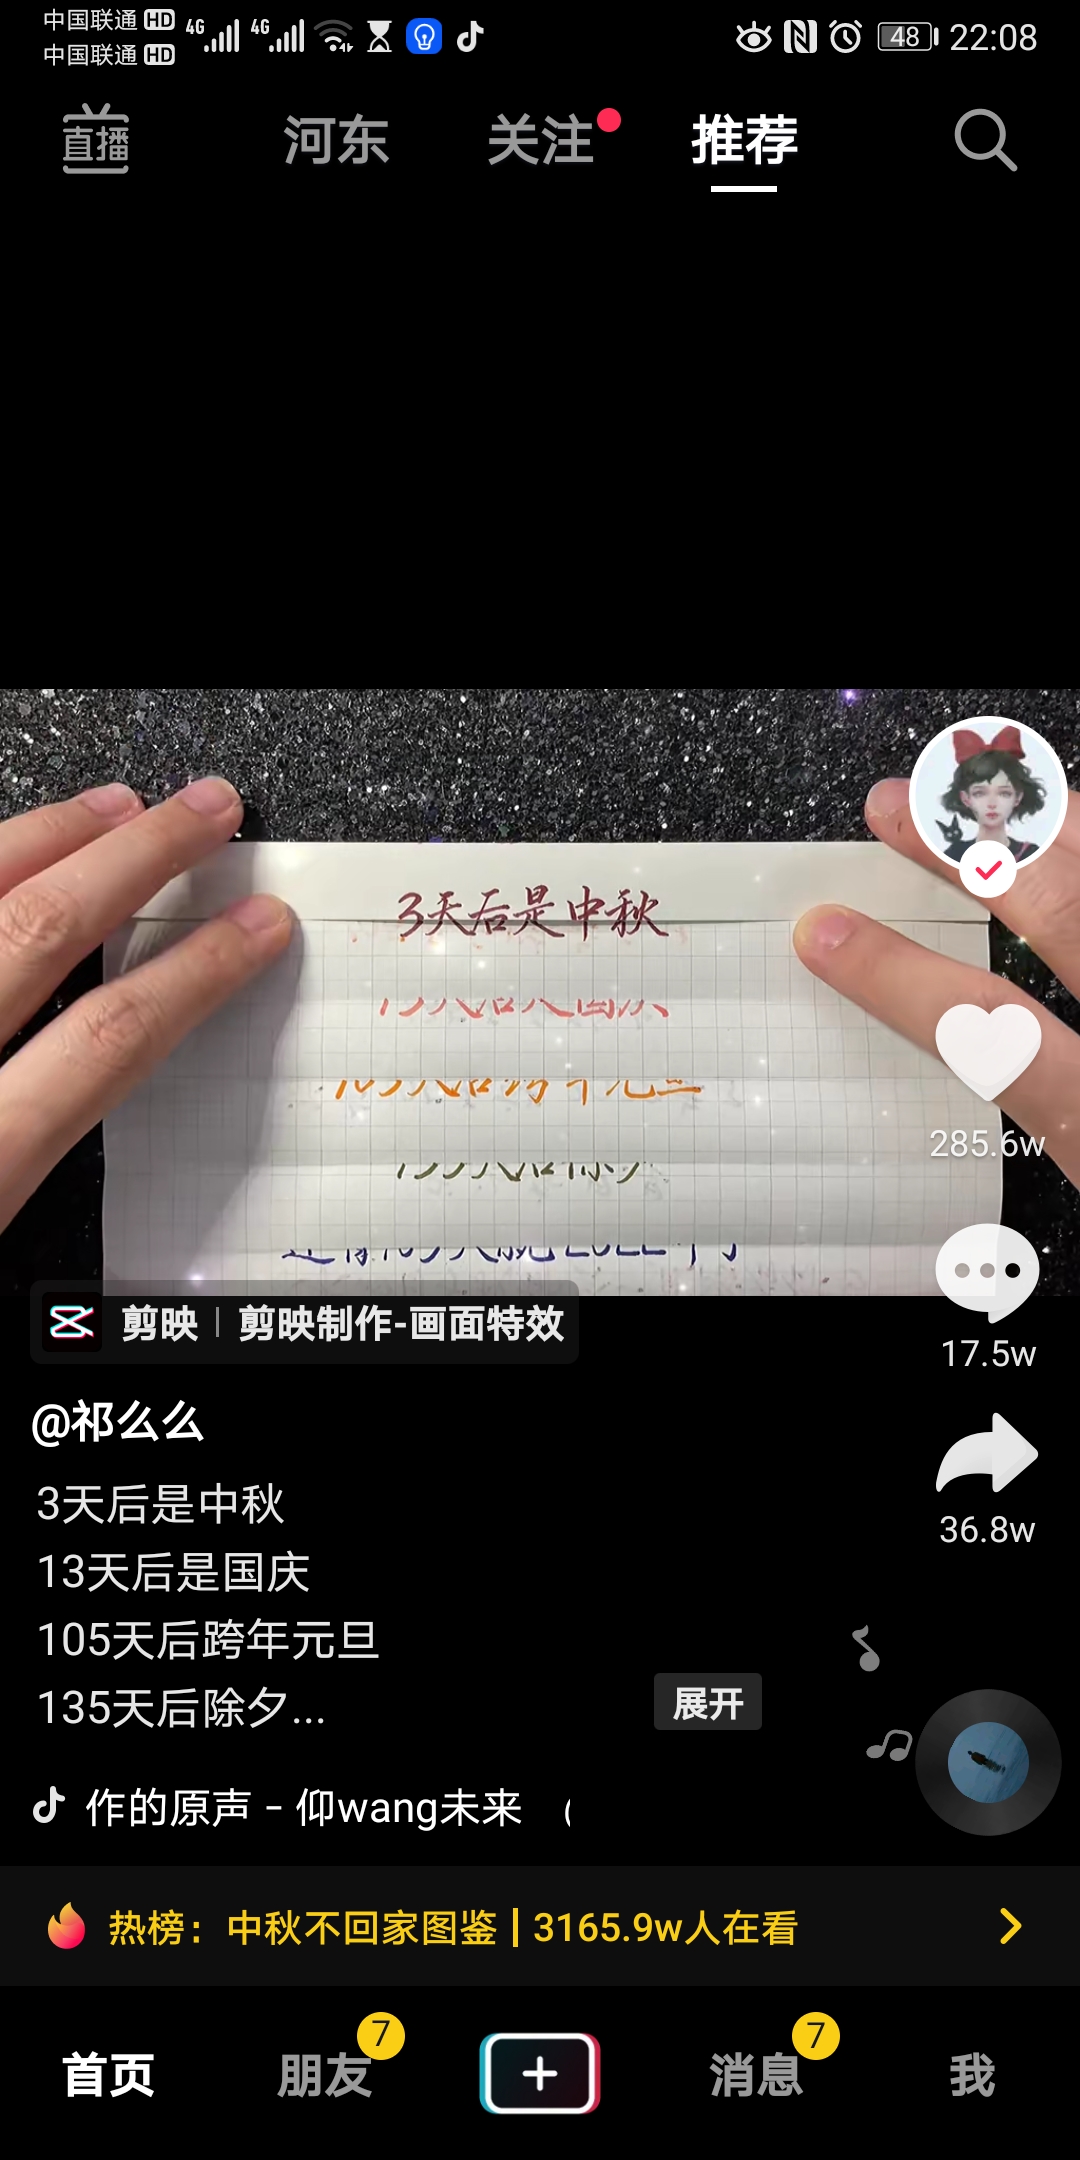 中国联通 HD 4G 4G 48 22:08
中国联通 HD
直播 河东 关注 推荐
3天后是中秋
285.6w
17.5w
剪映 | 剪映制作-画面特效
@祁么么
3天后是中秋
13天后是国庆
105天后跨年元旦
135天后除夕...
展开
36.8w
作的原声 - 仰wang未来
热榜：中秋不回家图鉴 | 3165.9w人在看
首页 朋友 7 消息 7 我